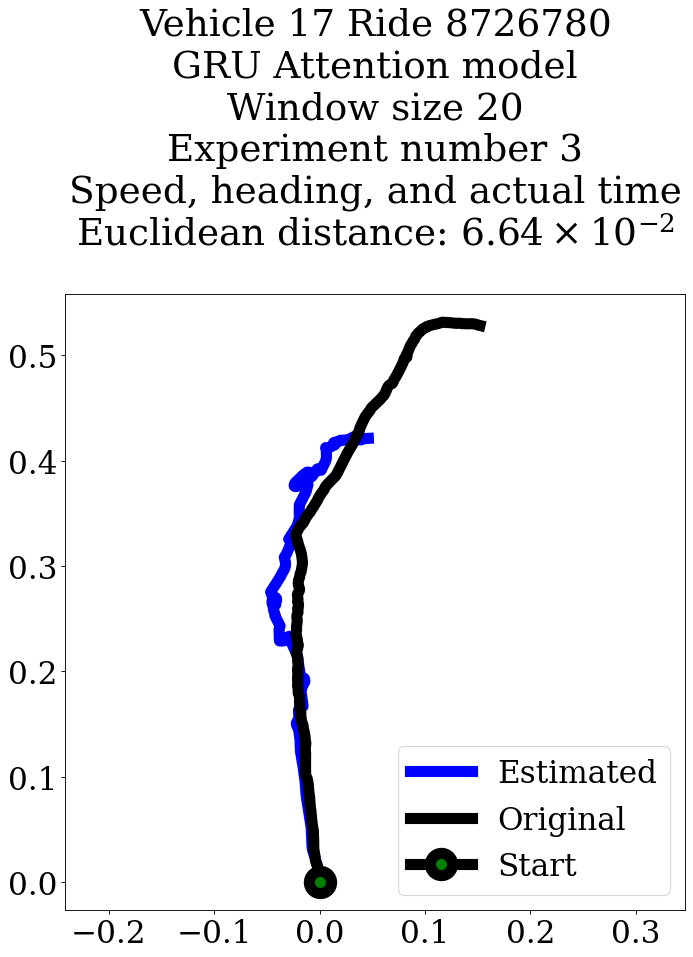 Vehicle 17 Ride 8726780
GRU Attention model
Window size 20
Experiment number 3
Speed, heading, and actual time
Euclidean distance: 6.64 × 10⁻²
0.5
0.4
0.3
0.2
0.1
0.0
Estimated
Original
Start
−0.2 −0.1 0.0 0.1 0.2 0.3